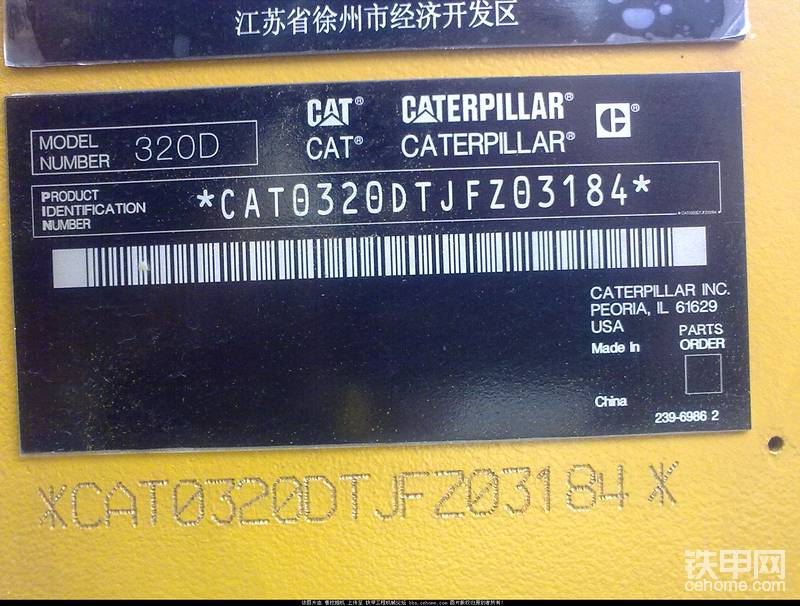 江苏省徐州市经济开发区
CAT® CATERPILLAR®
CAT® CATERPILLAR®
MODEL NUMBER 320D
PRODUCT IDENTIFICATION NUMBER *CAT0320DTJFZ03184*
CATERPILLAR INC.
PEORIA, IL 61629
USA
PARTS ORDER
Made In
China
239-6986 2
*CAT0320DTJFZ03184*
铁甲网
cehome.com